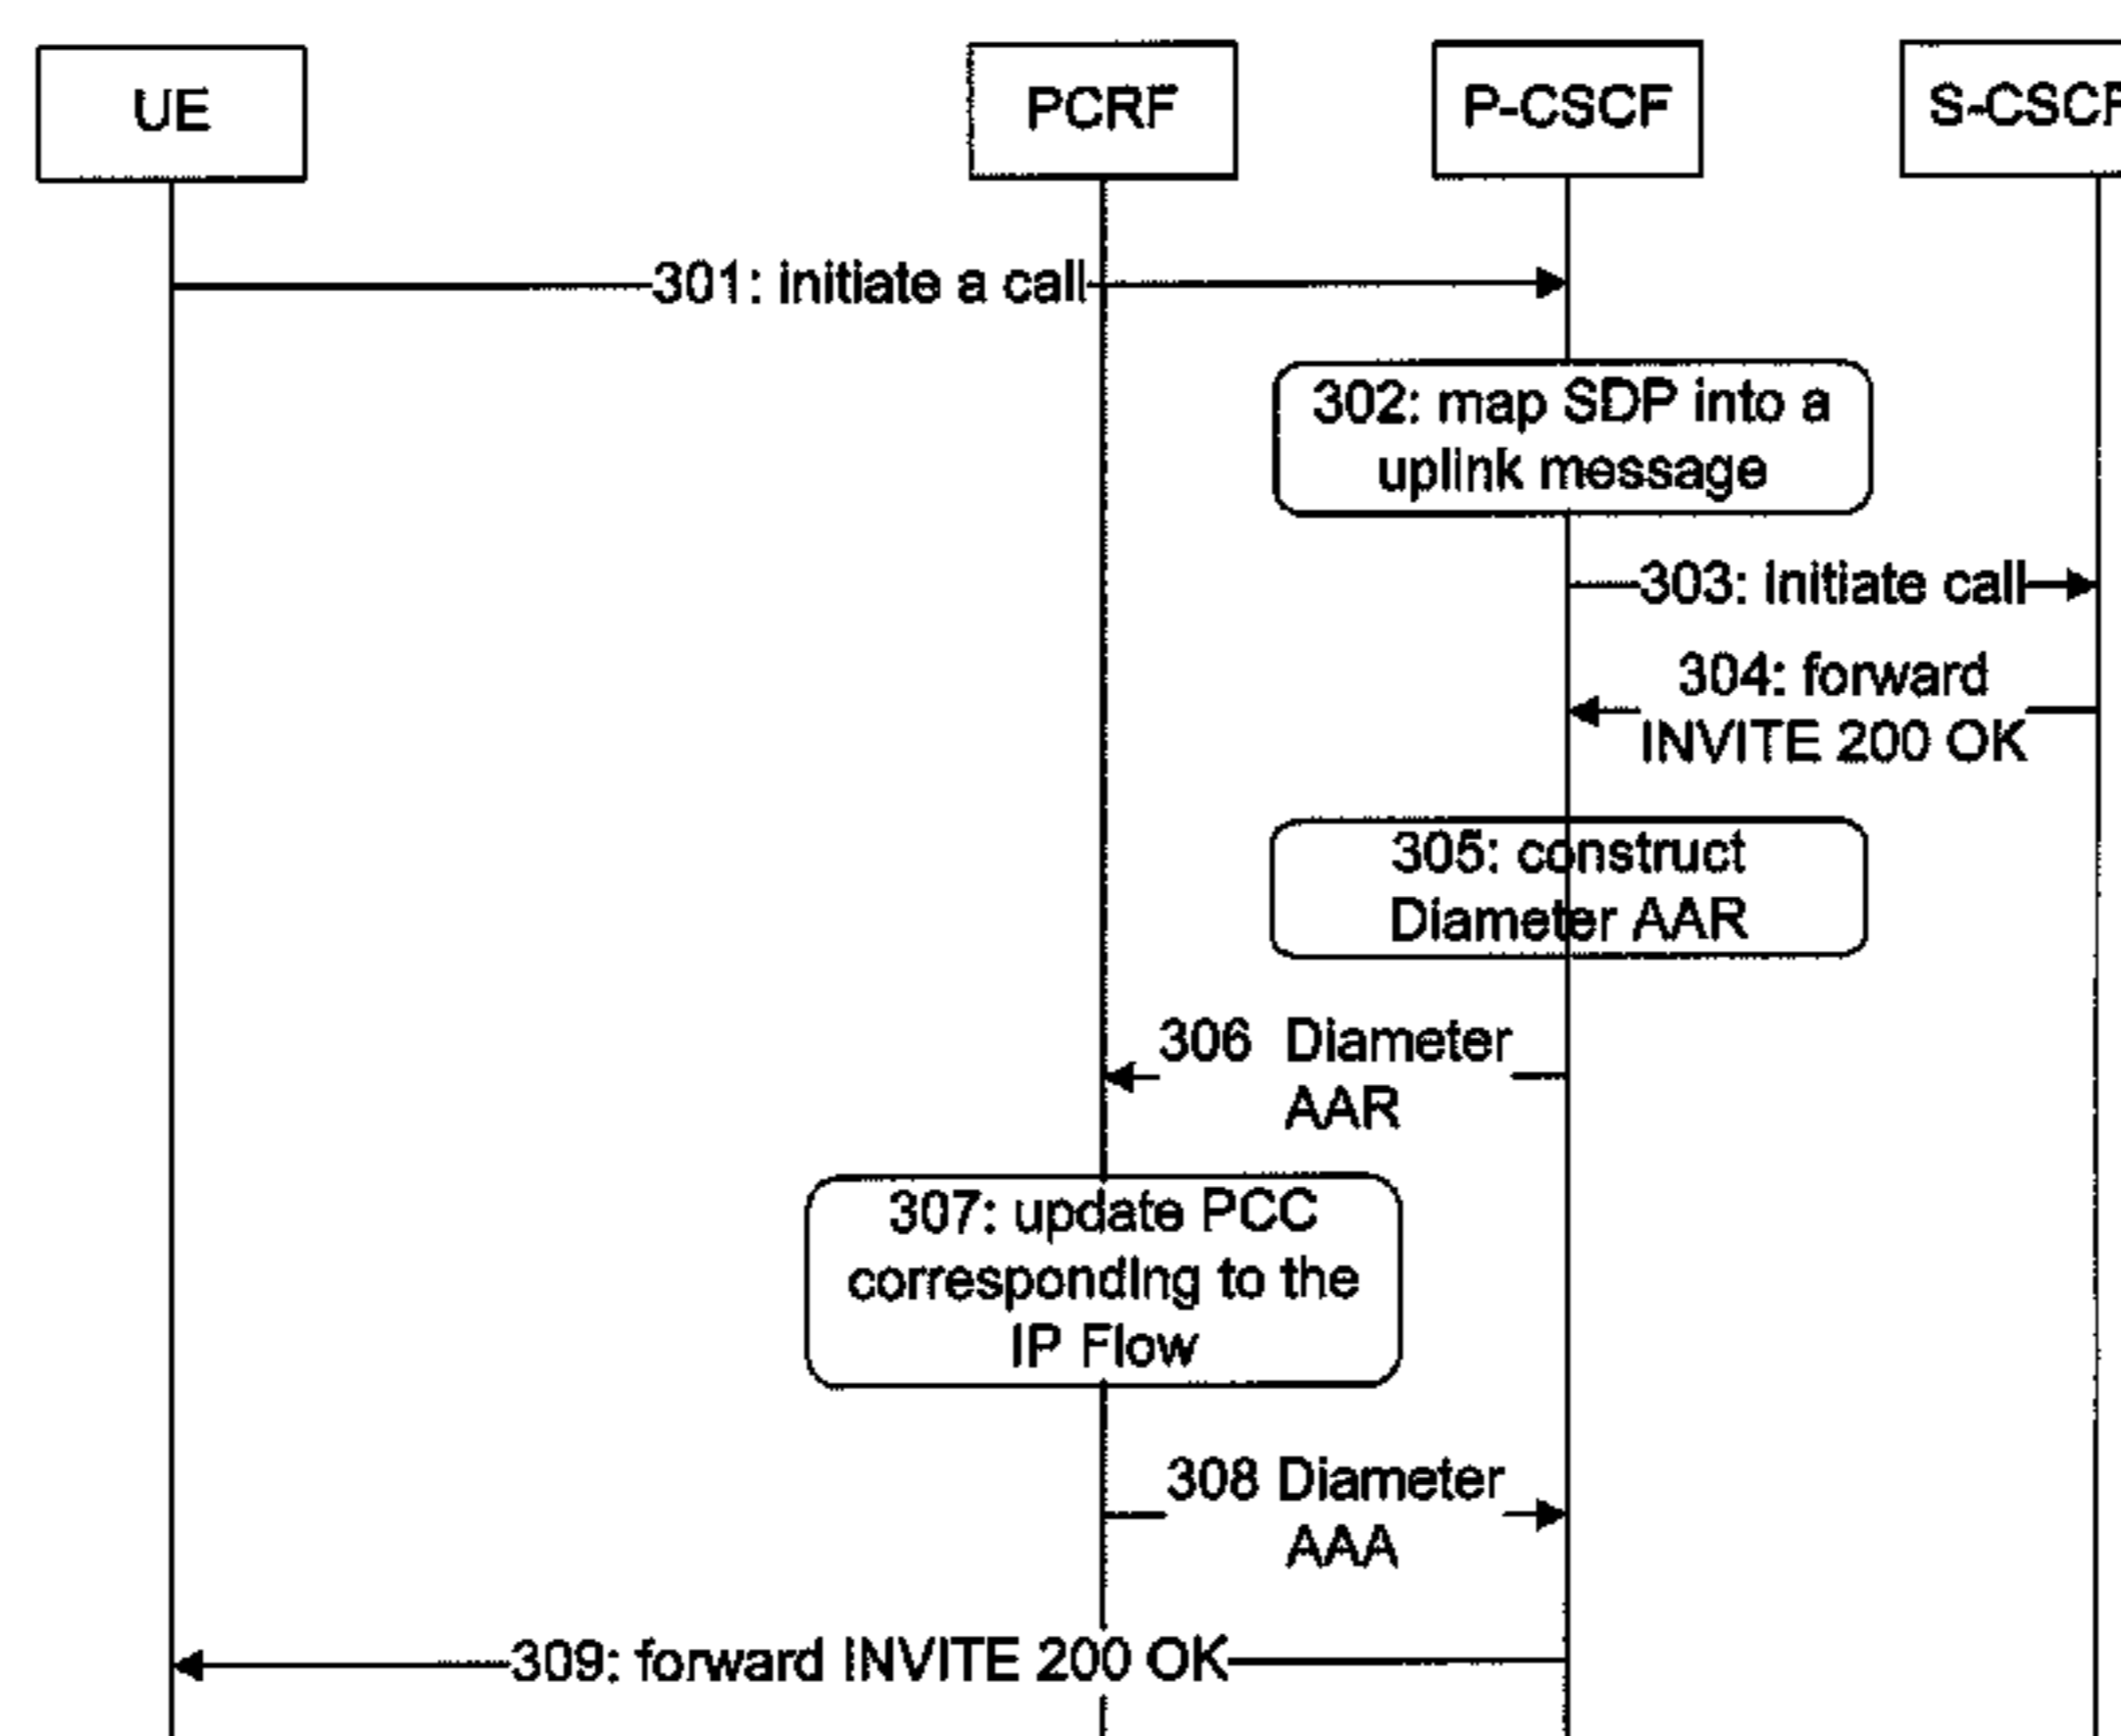 UE
PCRF
P-CSCF
S-CSCF
301: initiate a call
302: map SDP into a
uplink message
303: initiate call
304: forward
INVITE 200 OK
305: construct
Diameter AAR
306 Diameter
AAR
307: update PCC
corresponding to the
IP Flow
308 Diameter
AAA
309: forward INVITE 200 OK